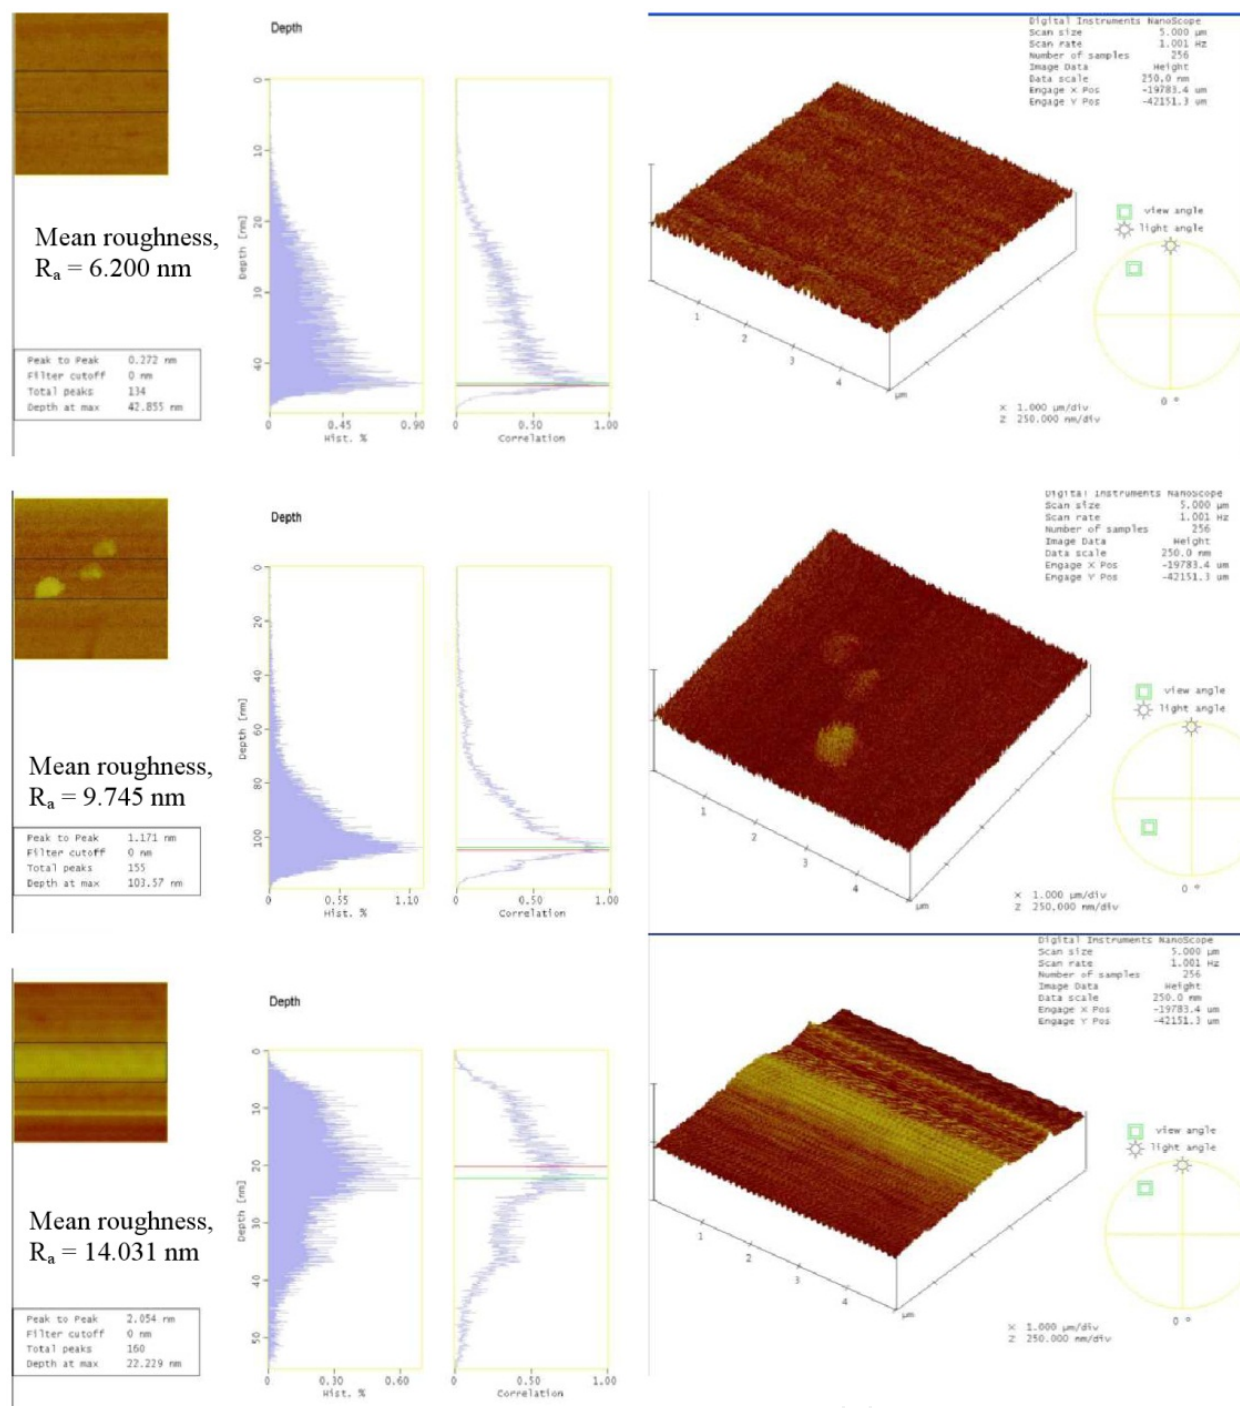 Depth
0
10
20
30
40
Depth [nm]
0 0.45 0.90
Hist. %
0 0.50 1.00
Correlation
Mean roughness,
Rₐ = 6.200 nm
Peak to Peak 0.272 nm
Filter cutoff 0 nm
Total peaks 134
Depth at max 42.855 nm
Digital Instruments NanoScope
Scan size 5.000 µm
Scan rate 1.001 Hz
Number of samples 256
Image Data Height
Data scale 250.0 nm
Engage X Pos -19783.4 um
Engage Y Pos -42151.3 um
view angle
light angle
0 °
1
2
3
4
µm
X 1.000 µm/div
Z 250.000 nm/div
Depth
0
20
40
60
80
100
Depth [nm]
0 0.55 1.10
Hist. %
0 0.50 1.00
Correlation
Mean roughness,
Rₐ = 9.745 nm
Peak to Peak 1.171 nm
Filter cutoff 0 nm
Total peaks 155
Depth at max 103.57 nm
Digital Instruments NanoScope
Scan size 5.000 µm
Scan rate 1.001 Hz
Number of samples 256
Image Data Height
Data scale 250.0 nm
Engage X Pos -19783.4 um
Engage Y Pos -42151.3 um
view angle
light angle
0 °
1
2
3
4
µm
X 1.000 µm/div
Z 250.000 nm/div
Depth
0
10
20
30
40
50
Depth [nm]
0 0.30 0.60
Hist. %
0 0.50 1.00
Correlation
Mean roughness,
Rₐ = 14.031 nm
Peak to Peak 2.054 nm
Filter cutoff 0 nm
Total peaks 160
Depth at max 22.229 nm
Digital Instruments NanoScope
Scan size 5.000 µm
Scan rate 1.001 Hz
Number of samples 256
Image Data Height
Data scale 250.0 nm
Engage X Pos -19783.4 um
Engage Y Pos -42151.3 um
view angle
light angle
0 °
1
2
3
4
µm
X 1.000 µm/div
Z 250.000 nm/div